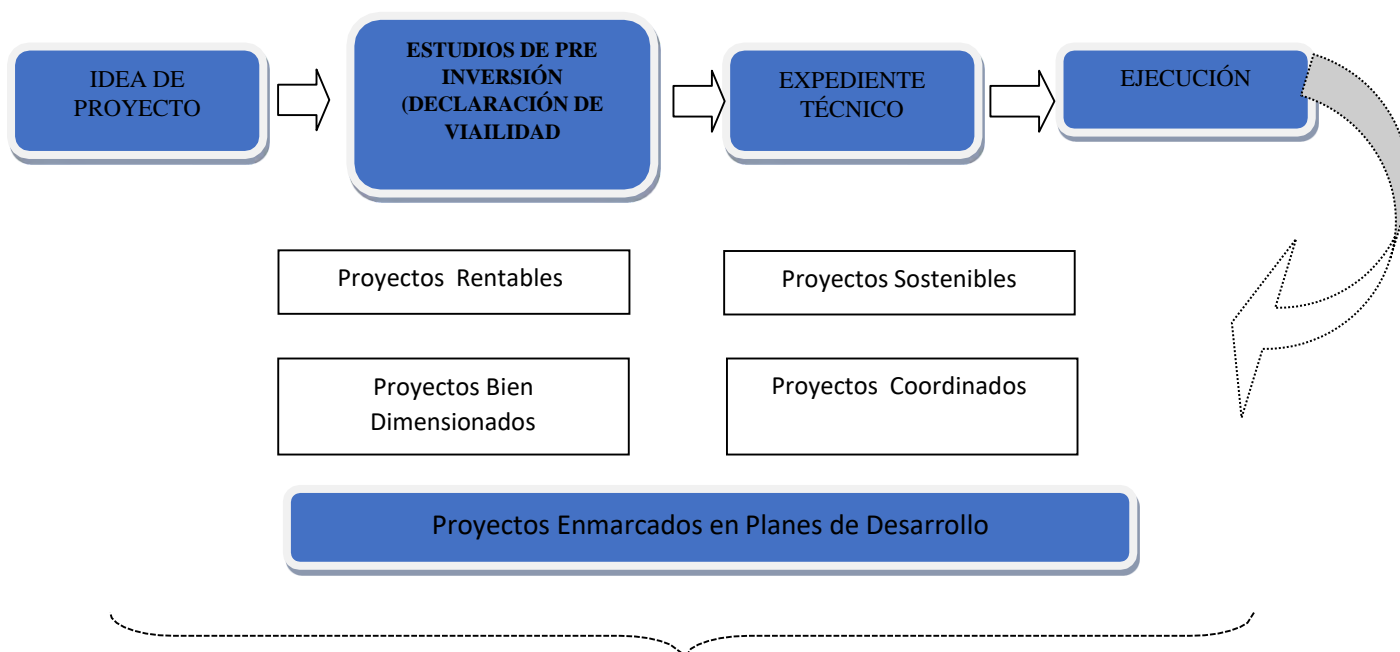 IDEA DE
PROYECTO
ESTUDIOS DE PRE
INVERSIÓN
(DECLARACIÓN DE
VIAILIDAD
EXPEDIENTE
TÉCNICO
EJECUCIÓN
Proyectos Rentables
Proyectos Sostenibles
Proyectos Bien
Dimensionados
Proyectos Coordinados
Proyectos Enmarcados en Planes de Desarrollo